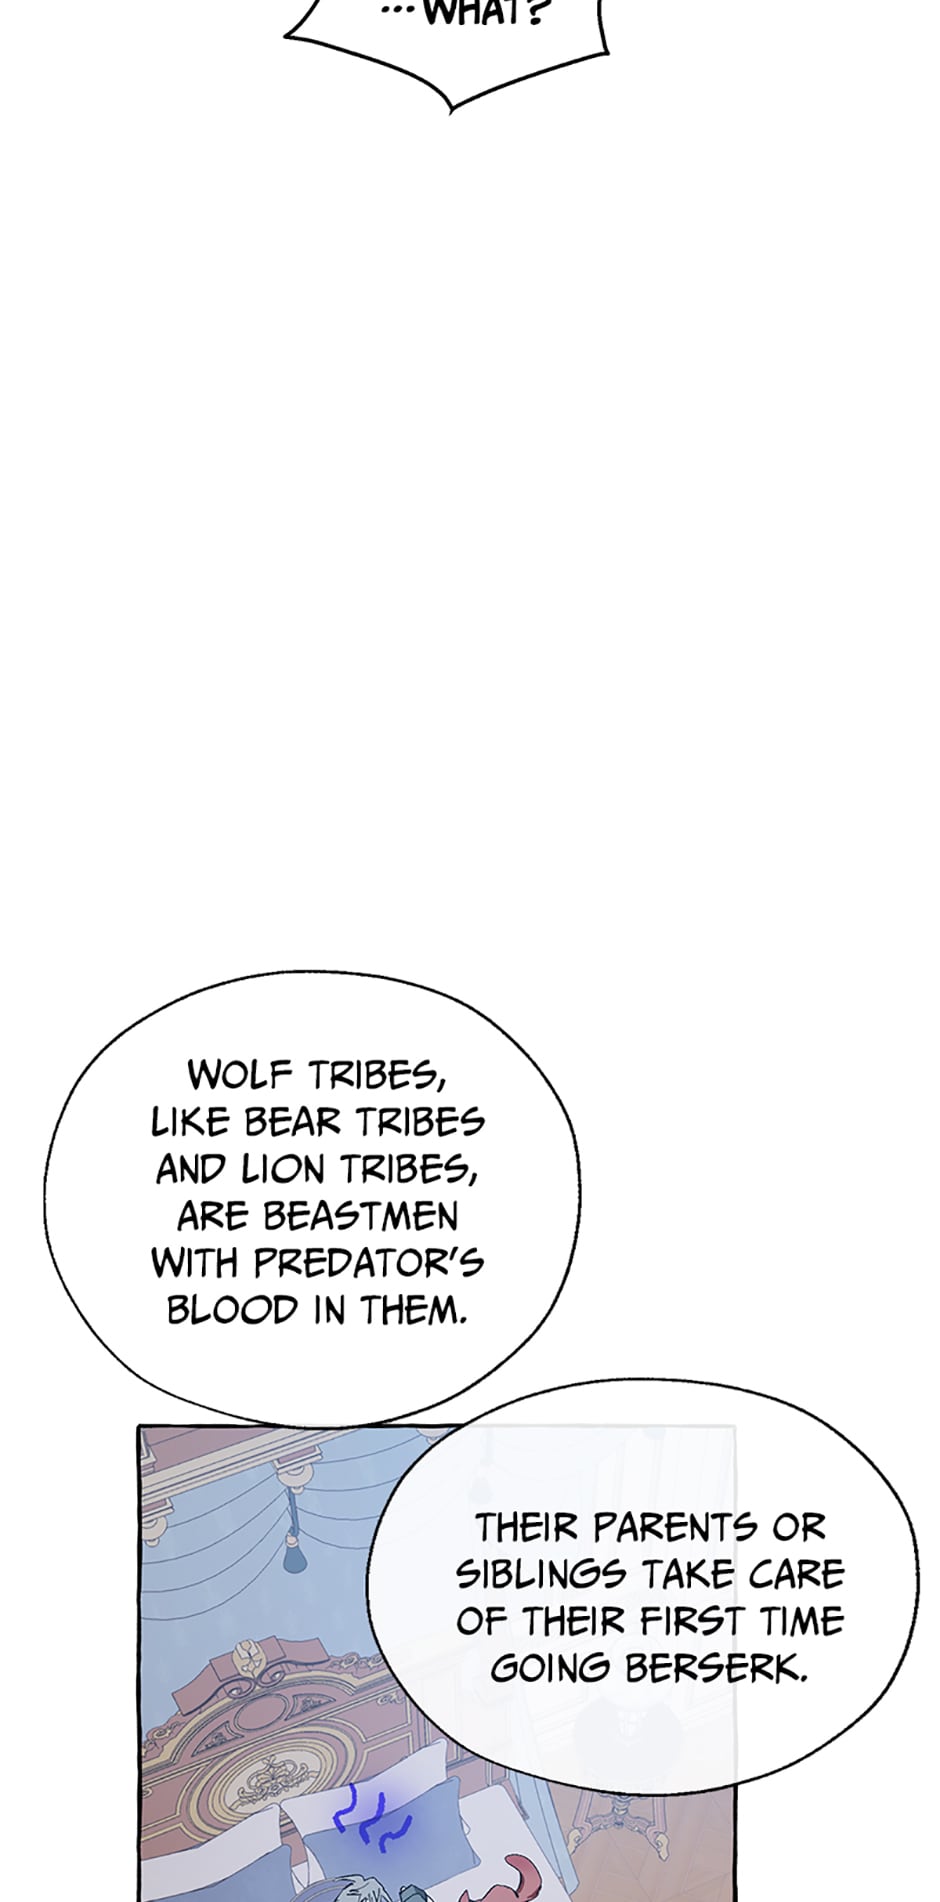 ...WHAT?
WOLF TRIBES,
LIKE BEAR TRIBES
AND LION TRIBES,
ARE BEASTMEN
WITH PREDATOR'S
BLOOD IN THEM.
THEIR PARENTS OR
SIBLINGS TAKE CARE
OF THEIR FIRST TIME
GOING BERSERK.